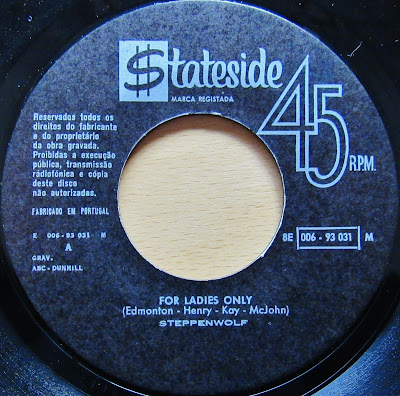 $tateside
MARCA REGISTADA
45
R.P.M.
Reservados todos os
direitos do fabricante
e do proprietário
da obra gravada.
Proibidas a execução
pública, transmissão
rádiofónica e cópia
deste disco
não autorizadas.
FABRICADO EM PORTUGAL
E 006-93 031 M
A
GRAV.
ABC-DUNHILL
8E 006 - 93 031 M
FOR LADIES ONLY
(Edmonton - Henry - Kay - McJohn)
STEPPENWOLF